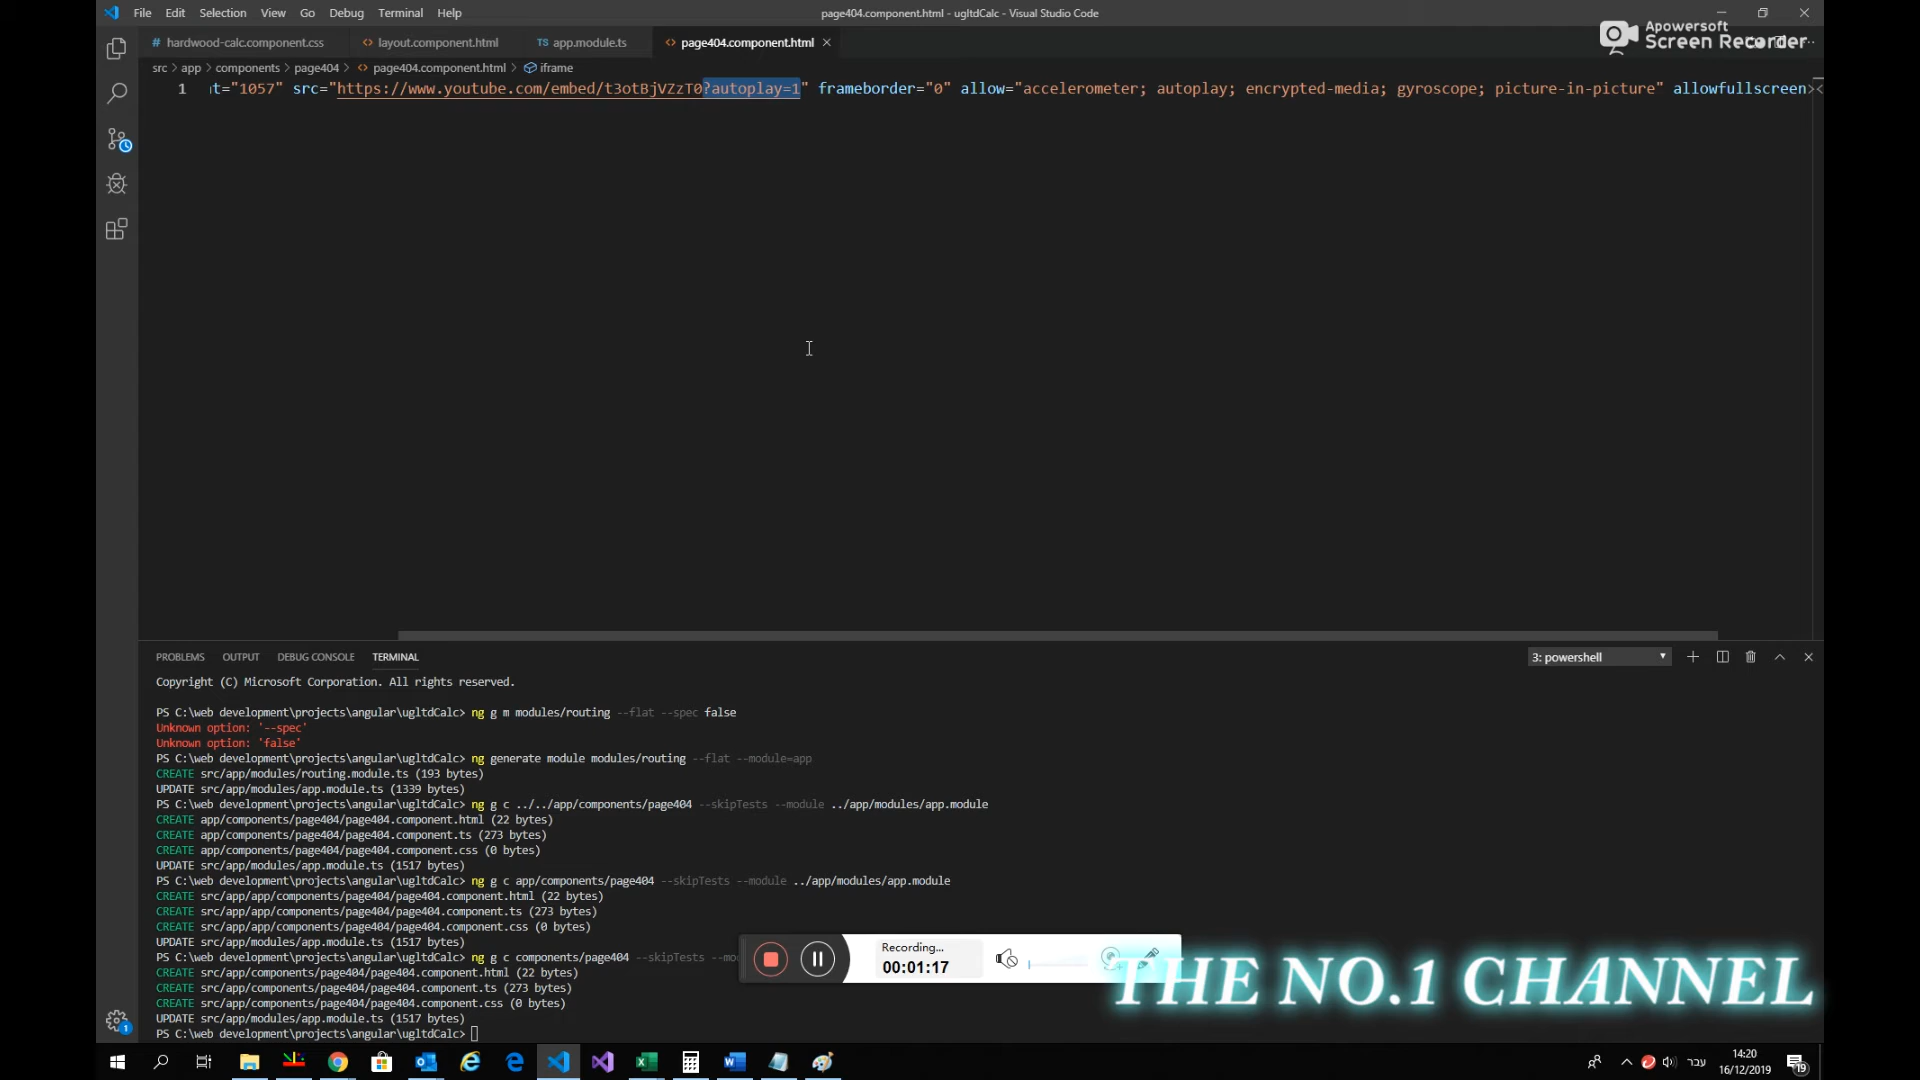 File Edit Selection View Go Debug Terminal Help
page404.component.html - ugltdCalc - Visual Studio Code
Apowersoft
Screen Recorder
# hardwood-calc.component.css
<> layout.component.html
TS app.module.ts
<> page404.component.html
src > app > components > page404 > <> page404.component.html > iframe
1 it="1057" src="https://www.youtube.com/embed/t3otBjVZzT0?autoplay=1" frameborder="0" allow="accelerometer; autoplay; encrypted-media; gyroscope; picture-in-picture" allowfullscreen><
PROBLEMS OUTPUT DEBUG CONSOLE TERMINAL
3: powershell
Copyright (C) Microsoft Corporation. All rights reserved.
PS C:\web development\projects\angular\ugltdCalc> ng g m modules/routing --flat --spec false
Unknown option: '--spec'
Unknown option: 'false'
PS C:\web development\projects\angular\ugltdCalc> ng generate module modules/routing --flat --module=app
CREATE src/app/modules/routing.module.ts (193 bytes)
UPDATE src/app/modules/app.module.ts (1339 bytes)
PS C:\web development\projects\angular\ugltdCalc> ng g c ../../app/components/page404 --skipTests --module ../app/modules/app.module
CREATE app/components/page404/page404.component.html (22 bytes)
CREATE app/components/page404/page404.component.ts (273 bytes)
CREATE app/components/page404/page404.component.css (0 bytes)
UPDATE src/app/modules/app.module.ts (1517 bytes)
PS C:\web development\projects\angular\ugltdCalc> ng g c app/components/page404 --skipTests --module ../app/modules/app.module
CREATE src/app/app/components/page404/page404.component.html (22 bytes)
CREATE src/app/app/components/page404/page404.component.ts (273 bytes)
CREATE src/app/app/components/page404/page404.component.css (0 bytes)
UPDATE src/app/modules/app.module.ts (1517 bytes)
PS C:\web development\projects\angular\ugltdCalc> ng g c components/page404 --skipTests --mo
CREATE src/app/components/page404/page404.component.html (22 bytes)
CREATE src/app/components/page404/page404.component.ts (273 bytes)
CREATE src/app/components/page404/page404.component.css (0 bytes)
UPDATE src/app/modules/app.module.ts (1517 bytes)
PS C:\web development\projects\angular\ugltdCalc>
Recording...
00:01:17
THE NO.1 CHANNEL
1
עבר
14:20
16/12/2019
19